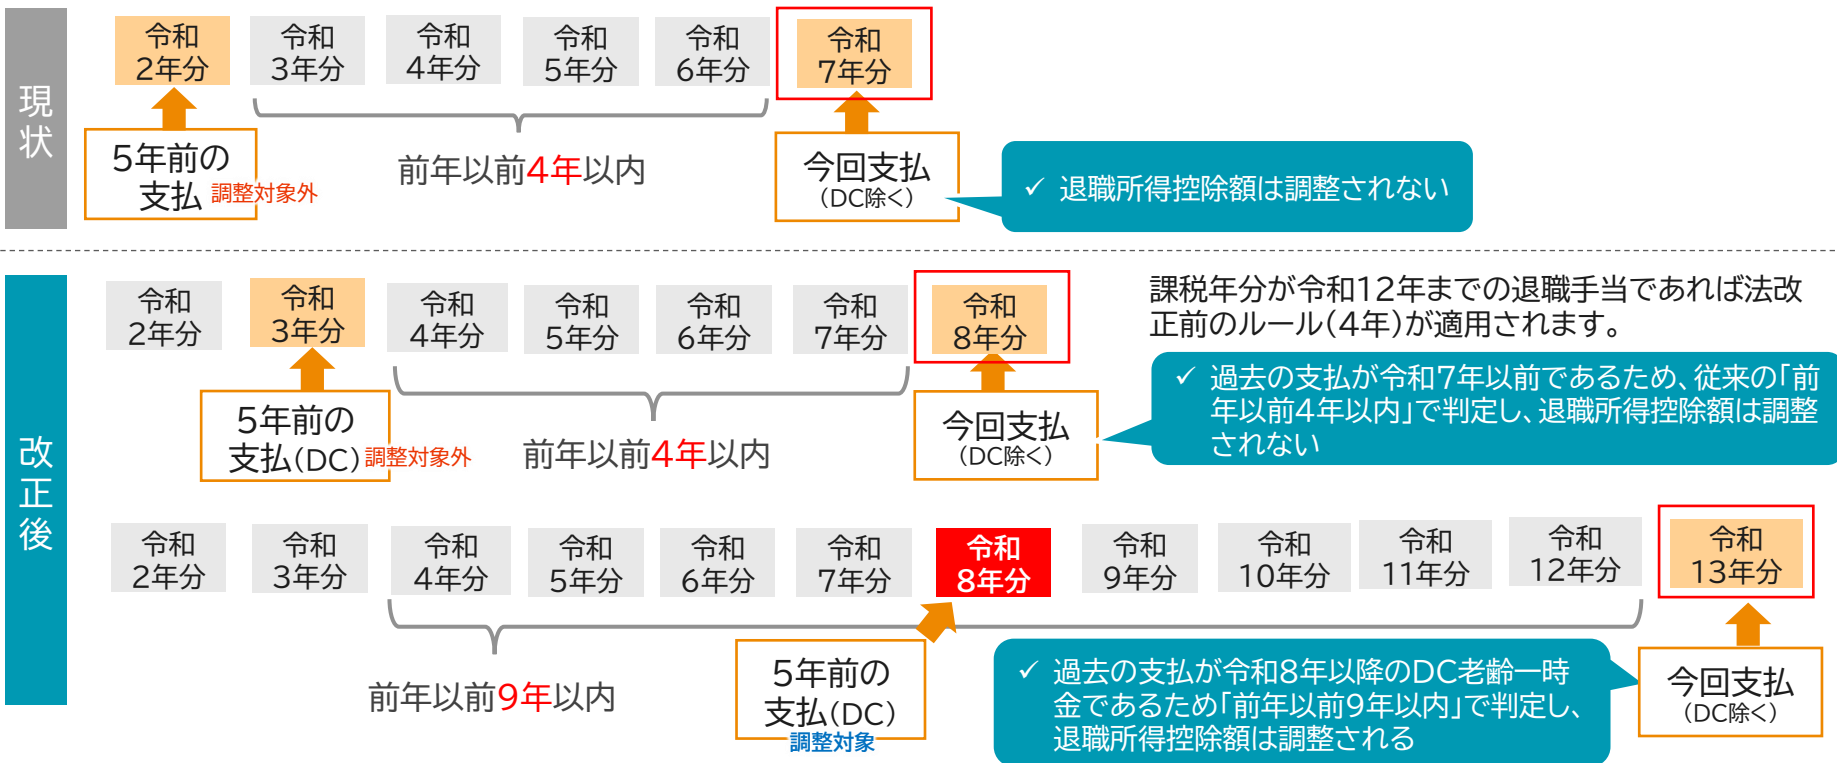 現状
令和
2年分
令和
3年分
令和
4年分
令和
5年分
令和
6年分
令和
7年分
5年前の
支払 調整対象外
前年以前4年以内
今回支払
（DC除く）
✓ 退職所得控除額は調整されない
改正後
令和
2年分
令和
3年分
令和
4年分
令和
5年分
令和
6年分
令和
7年分
令和
8年分
課税年分が令和12年までの退職手当であれば法改
正前のルール（4年）が適用されます。
5年前の
支払（DC） 調整対象外
前年以前4年以内
今回支払
（DC除く）
✓ 過去の支払が令和7年以前であるため、従来の「前
年以前4年以内」で判定し、退職所得控除額は調整
されない
令和
2年分
令和
3年分
令和
4年分
令和
5年分
令和
6年分
令和
7年分
令和
8年分
令和
9年分
令和
10年分
令和
11年分
令和
12年分
令和
13年分
前年以前9年以内
5年前の
支払（DC）
調整対象
✓ 過去の支払が令和8年以降のDC老齢一時
金であるため「前年以前9年以内」で判定し、
退職所得控除額は調整される
今回支払
（DC除く）